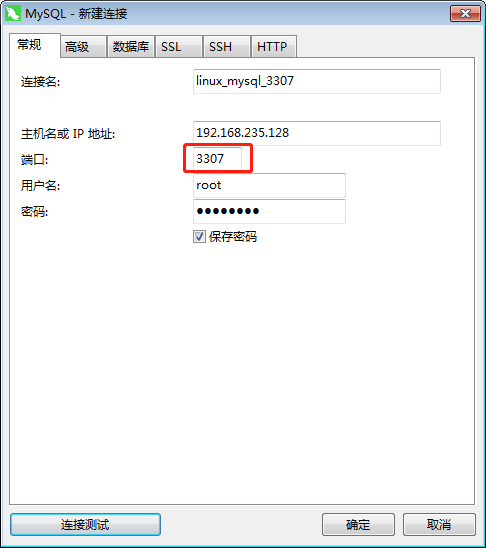 MySQL - 新建连接
常规 高级 数据库 SSL SSH HTTP
连接名: linux_mysql_3307
主机名或 IP 地址: 192.168.235.128
端口: 3307
用户名: root
密码: ●●●●●●●●
保存密码
连接测试 确定 取消